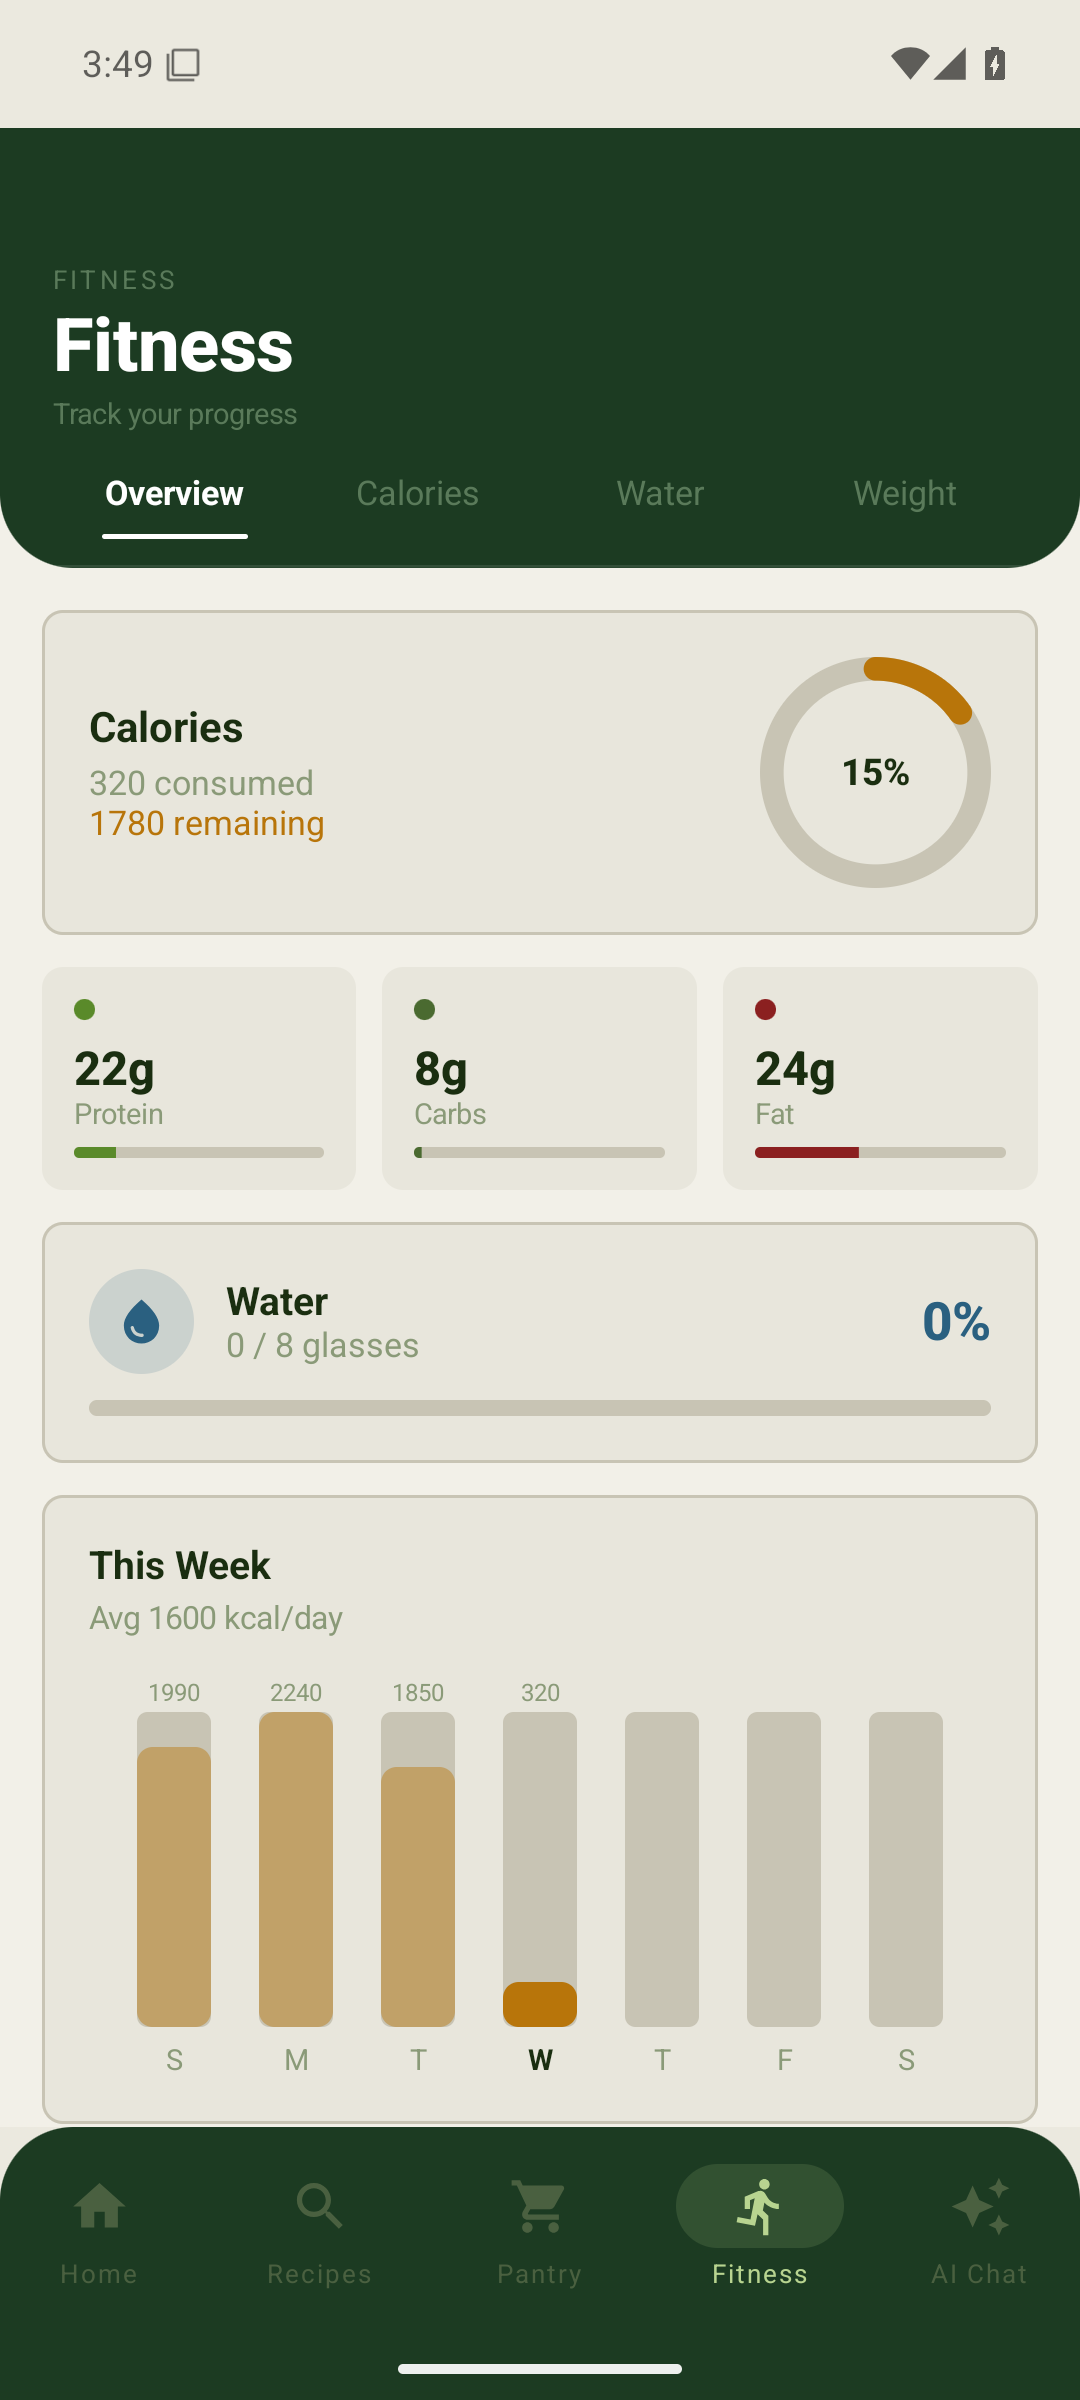 3:49
FITNESS
Fitness
Track your progress
Overview Calories Water Weight
Calories
320 consumed
1780 remaining
15%
22g
Protein
8g
Carbs
24g
Fat
Water
0 / 8 glasses
0%
This Week
Avg 1600 kcal/day
1990 2240 1850 320
S M T W T F S
Home Recipes Pantry Fitness AI Chat